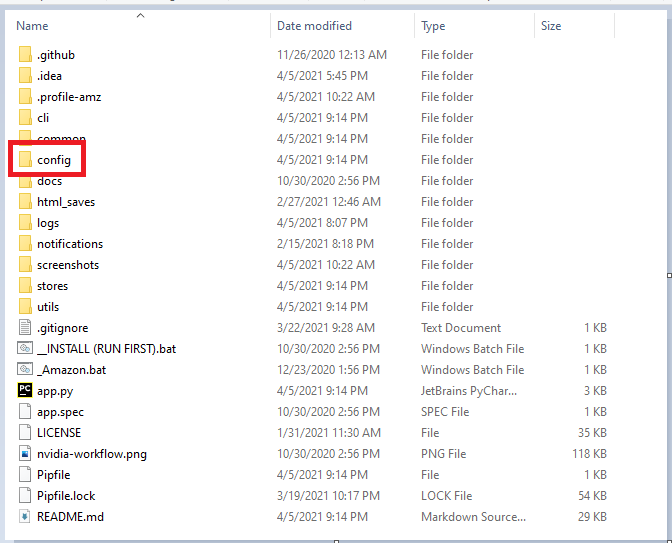 Name Date modified Type Size
.github 11/26/2020 12:13 AM File folder
.idea 4/5/2021 5:45 PM File folder
.profile-amz 4/5/2021 10:22 AM File folder
cli 4/5/2021 9:14 PM File folder
common 4/5/2021 9:14 PM File folder
config 4/5/2021 9:14 PM File folder
docs 10/30/2020 2:56 PM File folder
html_saves 2/27/2021 12:46 AM File folder
logs 4/5/2021 8:07 PM File folder
notifications 2/15/2021 8:18 PM File folder
screenshots 4/5/2021 10:22 AM File folder
stores 4/5/2021 9:14 PM File folder
utils 4/5/2021 9:14 PM File folder
.gitignore 3/22/2021 9:28 AM Text Document 1 KB
__INSTALL (RUN FIRST).bat 10/30/2020 2:56 PM Windows Batch File 1 KB
_Amazon.bat 12/23/2020 1:56 PM Windows Batch File 1 KB
PC app.py 4/5/2021 9:14 PM JetBrains PyChar... 3 KB
app.spec 10/30/2020 2:56 PM SPEC File 1 KB
LICENSE 1/31/2021 11:30 AM File 35 KB
nvidia-workflow.png 10/30/2020 2:56 PM PNG File 118 KB
Pipfile 4/5/2021 9:14 PM File 1 KB
Pipfile.lock 3/19/2021 10:17 PM LOCK File 54 KB
README.md 4/5/2021 9:14 PM Markdown Source... 29 KB